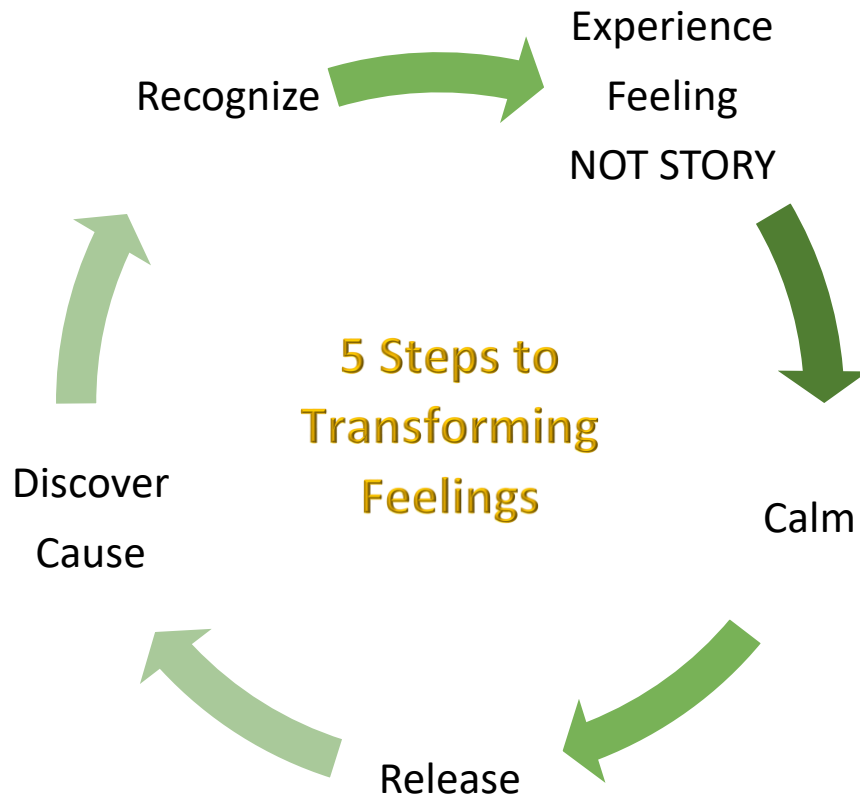 Recognize
Experience
Feeling
NOT STORY
Calm
Release
Discover
Cause
5 Steps to
Transforming
Feelings